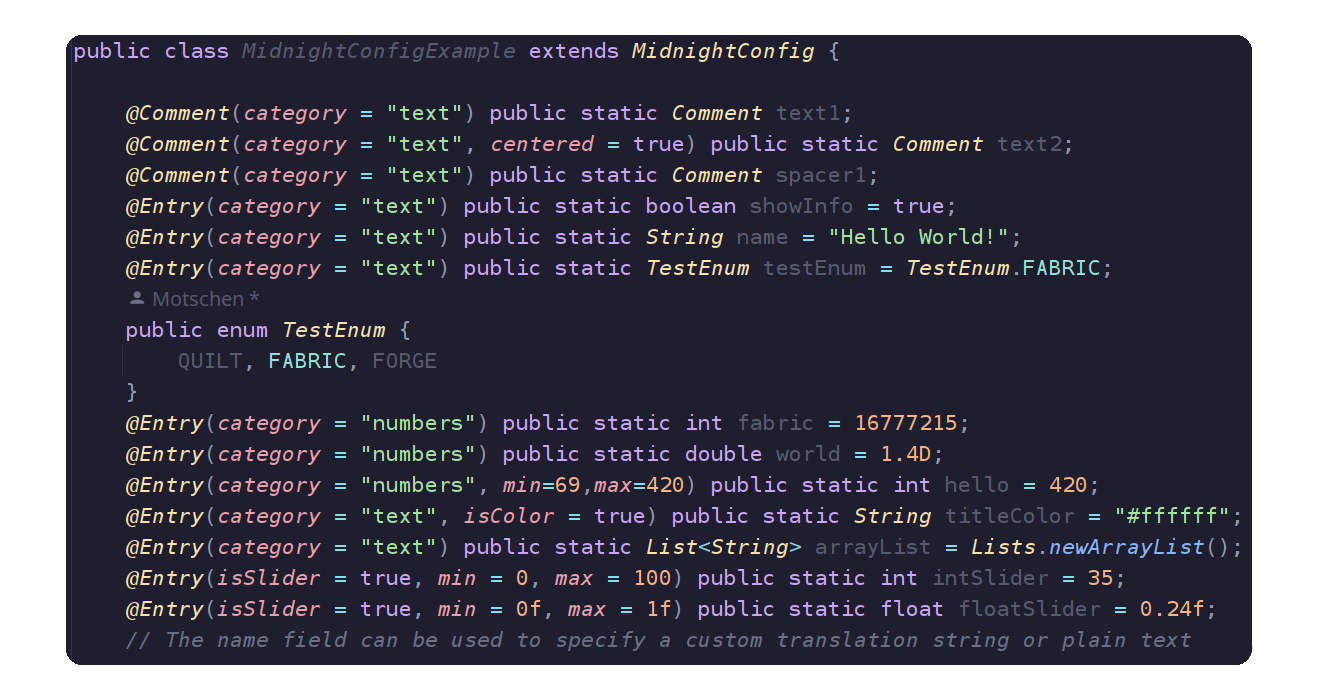 public class MidnightConfigExample extends MidnightConfig {
@Comment(category = "text") public static Comment text1;
@Comment(category = "text", centered = true) public static Comment text2;
@Comment(category = "text") public static Comment spacer1;
@Entry(category = "text") public static boolean showInfo = true;
@Entry(category = "text") public static String name = "Hello World!";
@Entry(category = "text") public static TestEnum testEnum = TestEnum.FABRIC;
Motschen *
public enum TestEnum {
QUILT, FABRIC, FORGE
}
@Entry(category = "numbers") public static int fabric = 16777215;
@Entry(category = "numbers") public static double world = 1.4D;
@Entry(category = "numbers", min=69,max=420) public static int hello = 420;
@Entry(category = "text", isColor = true) public static String titleColor = "#ffffff";
@Entry(category = "text") public static List<String> arrayList = Lists.newArrayList();
@Entry(isSlider = true, min = 0, max = 100) public static int intSlider = 35;
@Entry(isSlider = true, min = 0f, max = 1f) public static float floatSlider = 0.24f;
// The name field can be used to specify a custom translation string or plain text